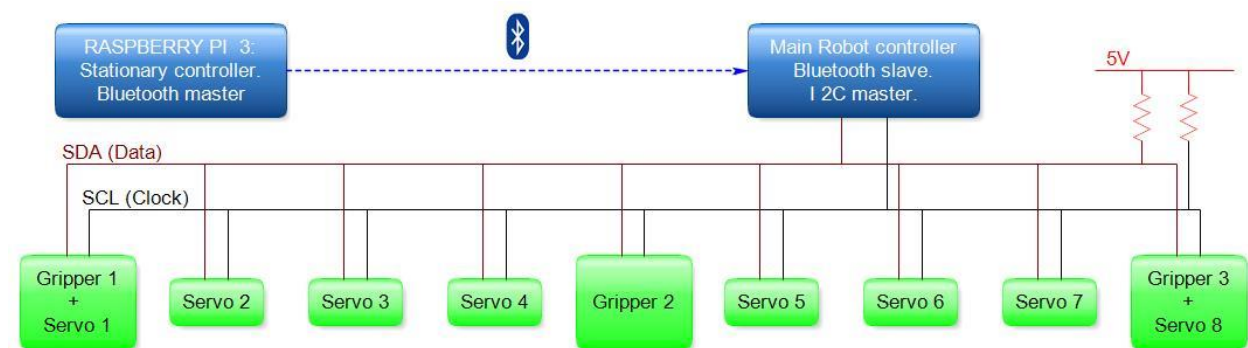 RASPBERRY PI 3:
Stationary controller.
Bluetooth master
Main Robot controller
Bluetooth slave.
I 2C master.
5V
SDA (Data)
SCL (Clock)
Gripper 1
+
Servo 1
Servo 2
Servo 3
Servo 4
Gripper 2
Servo 5
Servo 6
Servo 7
Gripper 3
+
Servo 8